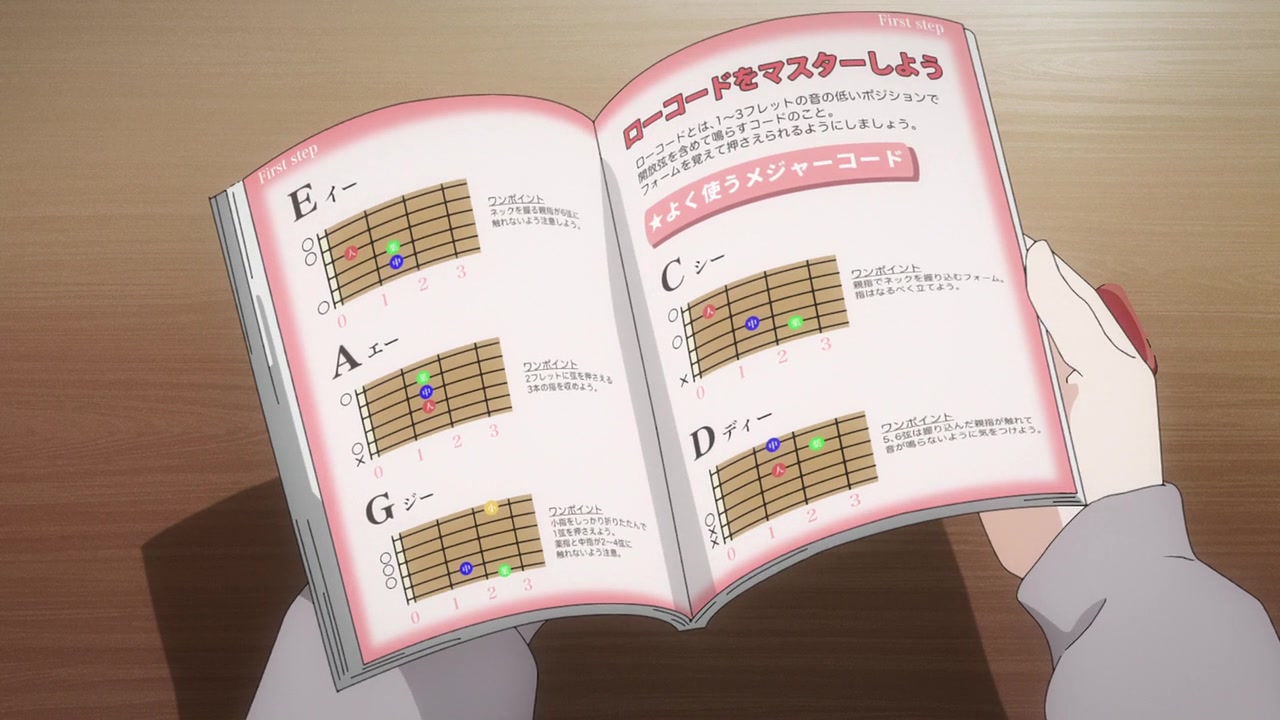 First step
E イー
人
薬
中
0 1 2 3
ワンポイント
ネックを握る親指が6弦に
触れないよう注意しよう。
A エー
薬
中
人
0 1 2 3
ワンポイント
2フレットに弦を押さえる
3本の指を収めよう。
G ジー
小
中
薬
0 1 2 3
ワンポイント
小指をしっかり折りたたんで
1弦を押さえよう。
薬指と中指が2〜4弦に
触れないよう注意。
First step
ローコードをマスターしよう
ローコードとは、1〜3フレットの音の低いポジションで
開放弦を含めて鳴らすコードのこと。
フォームを覚えて押さえられるようにしましょう。
★よく使うメジャーコード
C シー
人
中
薬
0 1 2 3
ワンポイント
親指でネックを握り込むフォーム。
指はなるべく立てよう。
D ディー
中
薬
人
0 1 2 3
ワンポイント
5、6弦は握り込んだ親指が触れて
音が鳴らないように気をつけよう。